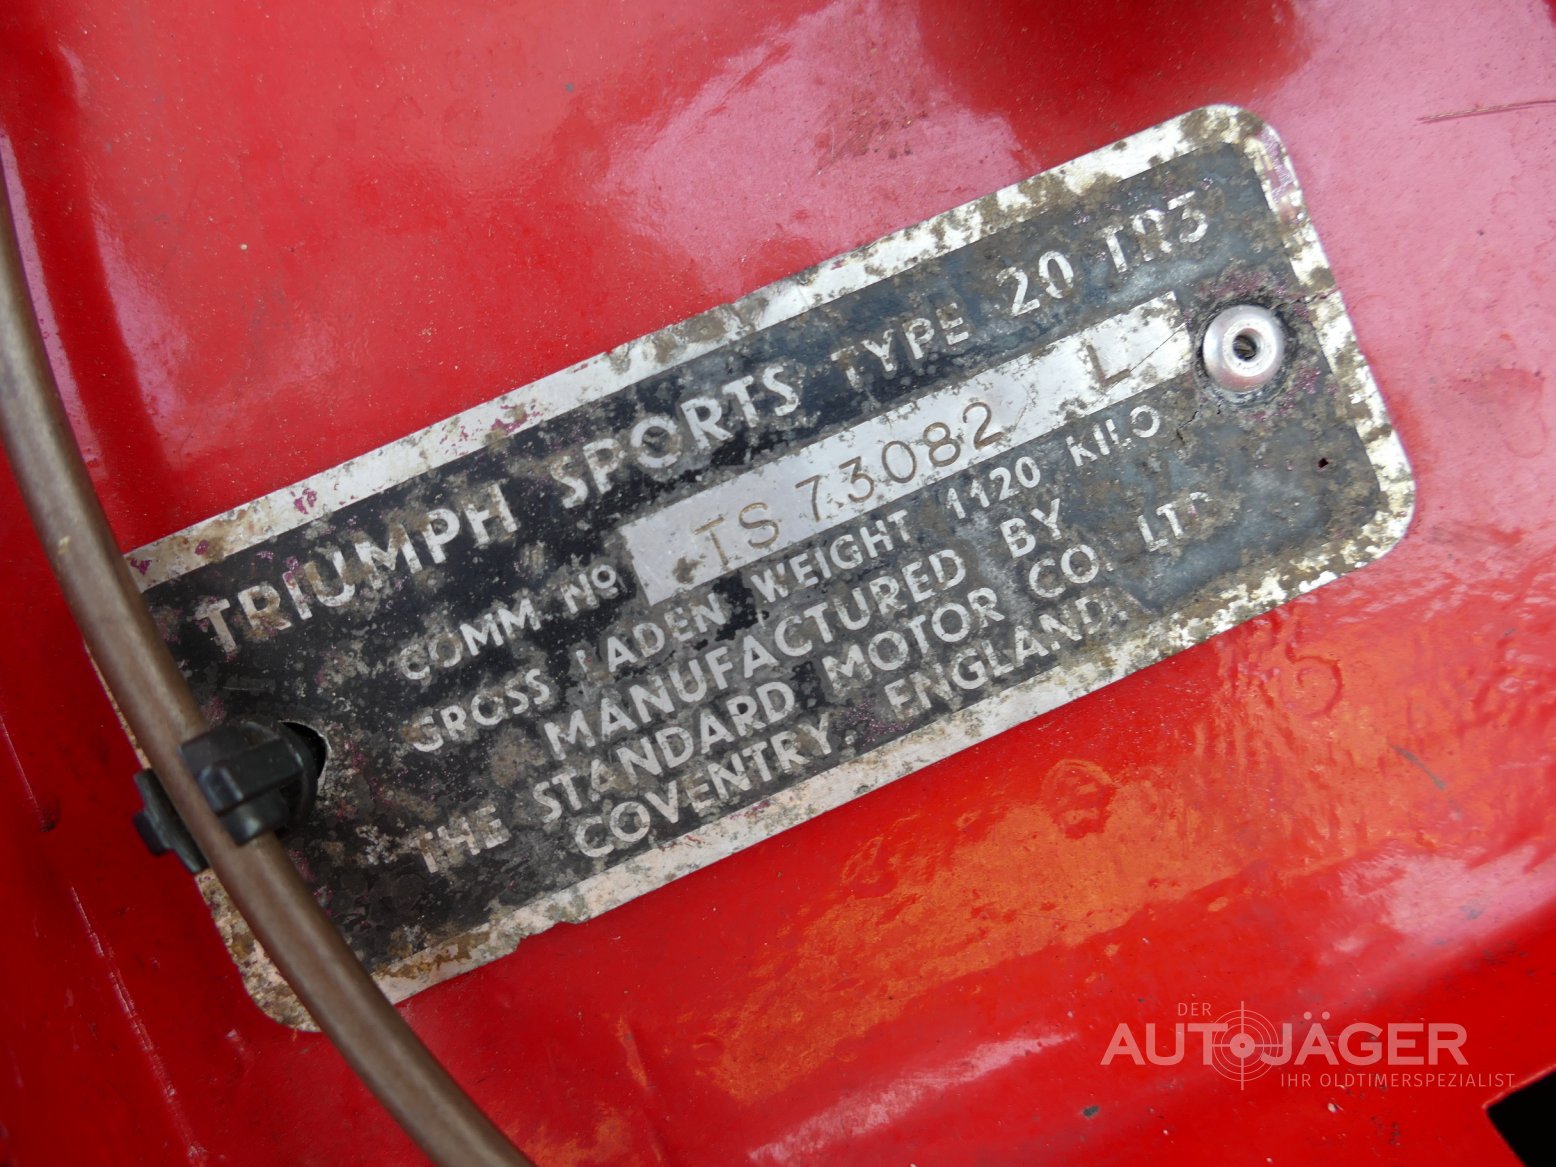 TRIUMPH SPORTS TYPE 20 TR3
COMM. No TS 73082 L
GROSS LADEN WEIGHT 1120 KILO
MANUFACTURED BY
THE STANDARD MOTOR CO. LTD
COVENTRY. ENGLAND.
DER
AUTOJÄGER
IHR OLDTIMERSPEZIALIST